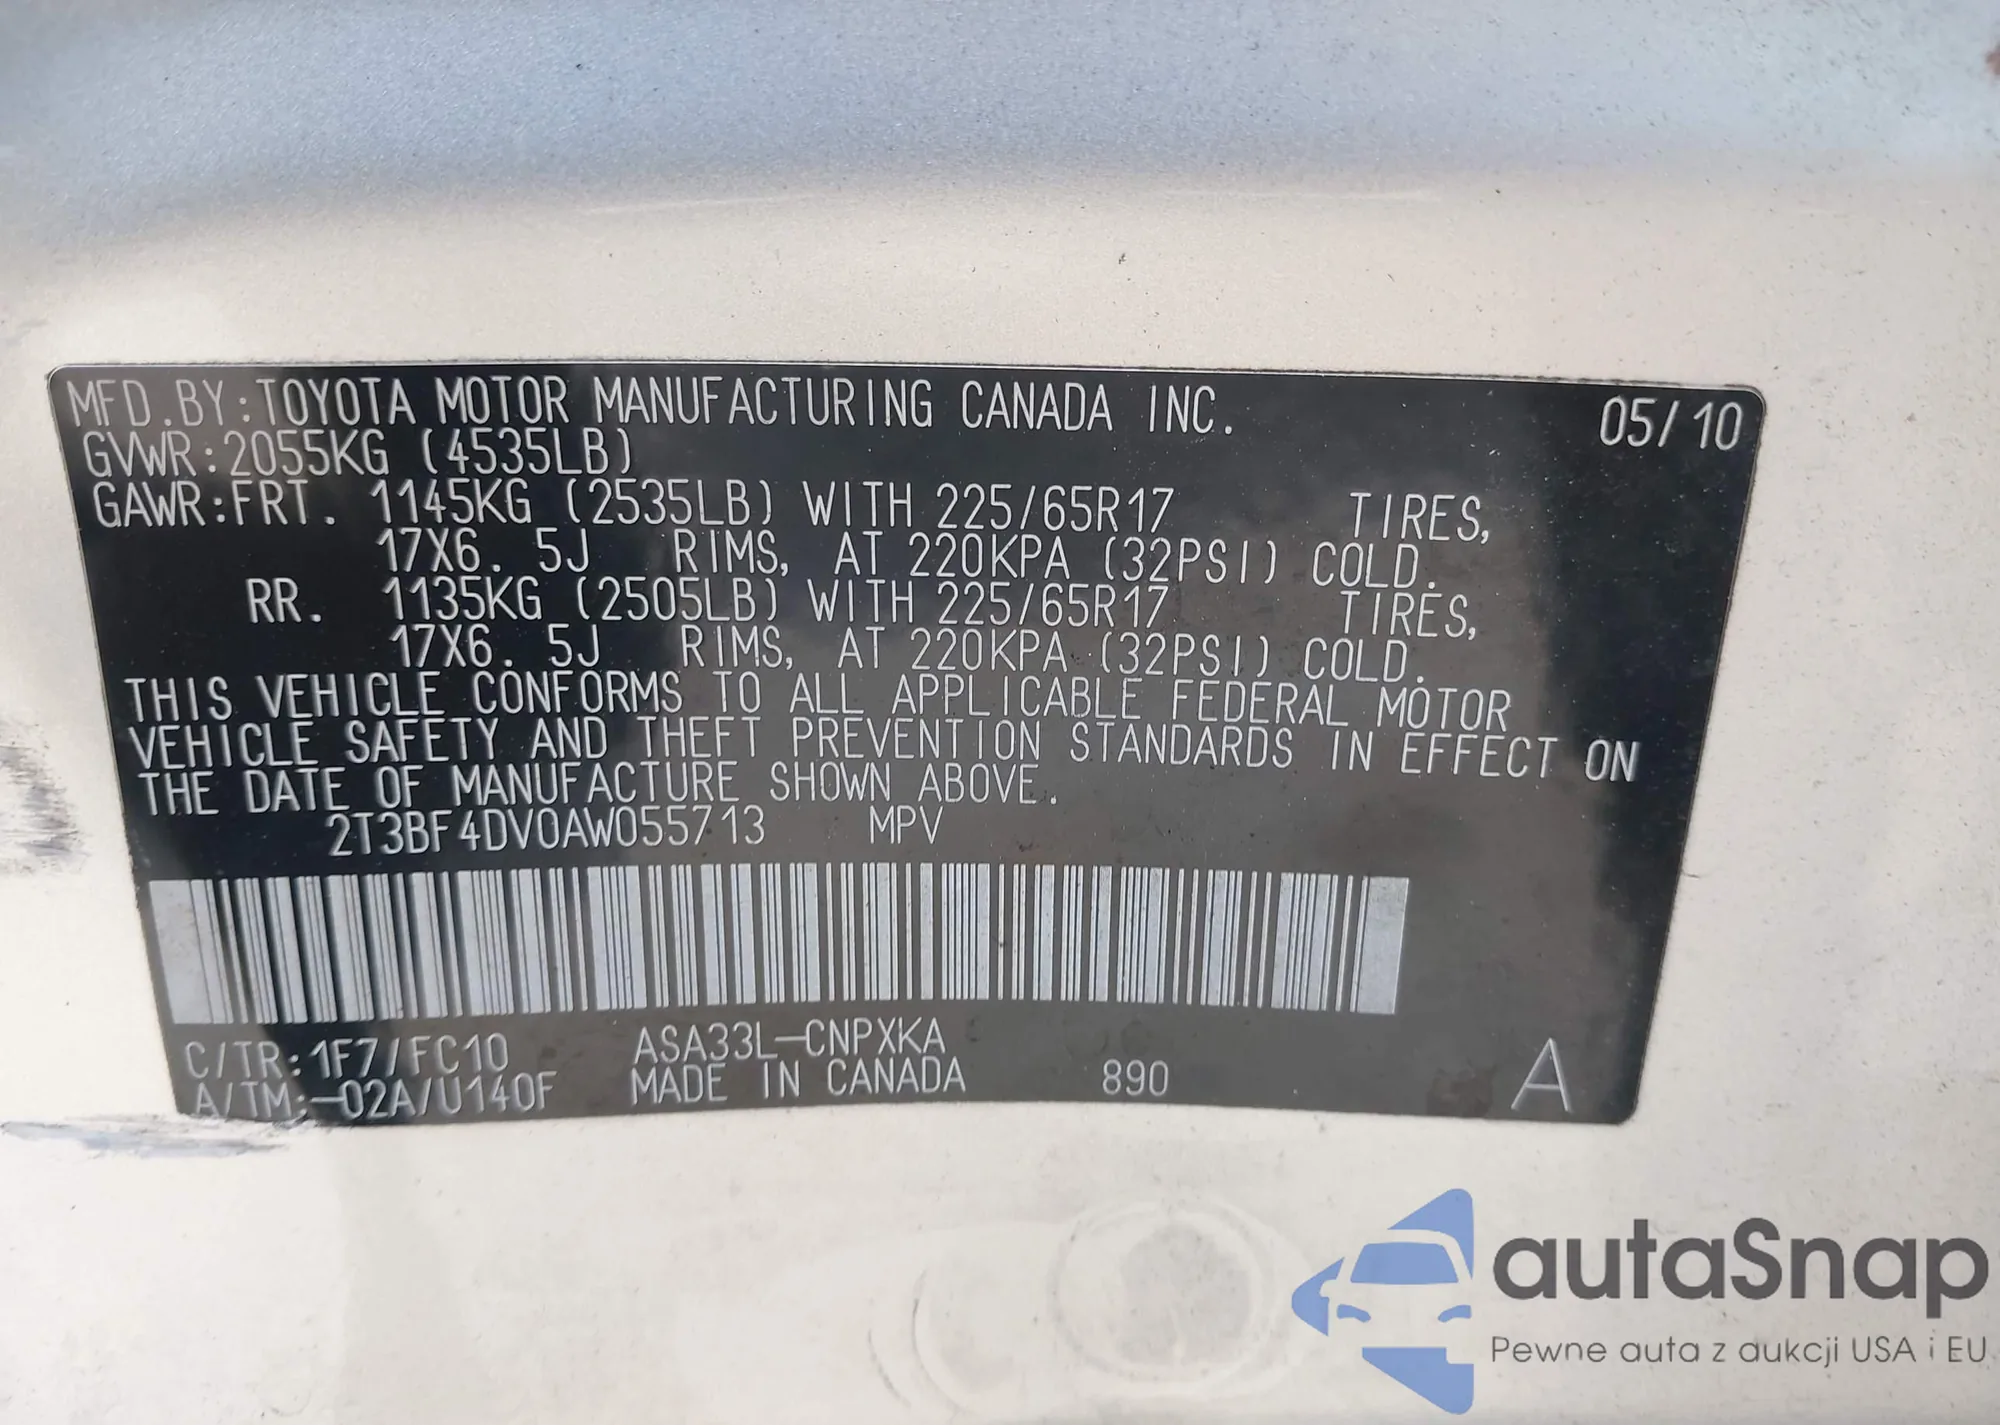 MFD.BY:TOYOTA MOTOR MANUFACTURING CANADA INC. 05/10
GVWR:2055KG (4535LB)
GAWR:FRT. 1145KG (2535LB) WITH 225/65R17 TIRES,
17X6.5J RIMS, AT 220KPA (32PSI) COLD.
RR. 1135KG (2505LB) WITH 225/65R17 TIRES,
17X6.5J RIMS, AT 220KPA (32PSI) COLD.
THIS VEHICLE CONFORMS TO ALL APPLICABLE FEDERAL MOTOR
VEHICLE SAFETY AND THEFT PREVENTION STANDARDS IN EFFECT ON
THE DATE OF MANUFACTURE SHOWN ABOVE.
2T3BF4DV0AW055713 MPV
C/TR:1F7/FC10 ASA33L-CNPXKA
A/TM:-02A/U140F MADE IN CANADA 890 A
autaSnap
Pewne auta z aukcji USA i EU